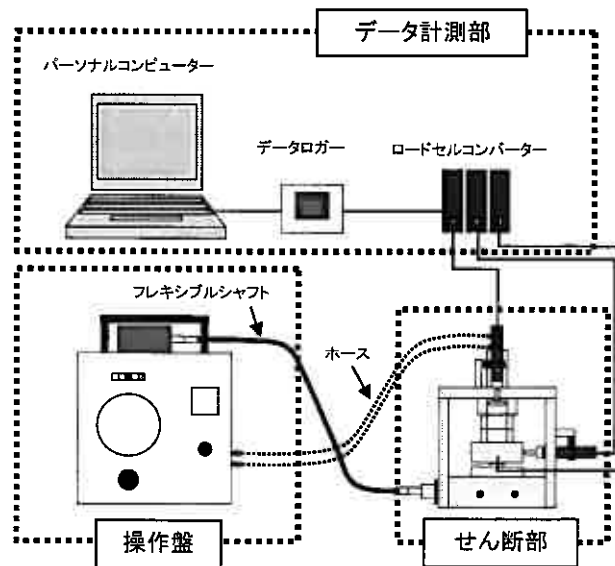 データ計測部
パーソナルコンピューター
データロガー
ロードセルコンバーター
フレキシブルシャフト
ホース
操作盤
せん断部